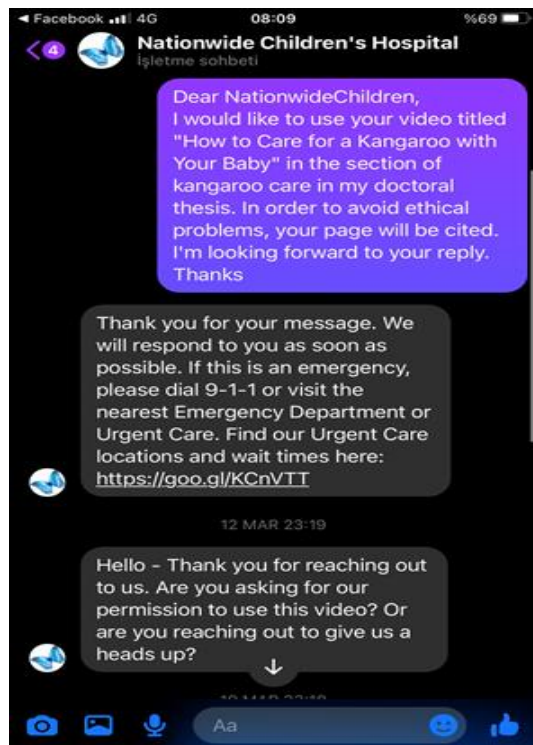 ◄ Facebook 4G 08:09 %69
4 Nationwide Children's Hospital
İşletme sohbeti
Dear NationwideChildren,
I would like to use your video titled
"How to Care for a Kangaroo with
Your Baby" in the section of
kangaroo care in my doctoral
thesis. In order to avoid ethical
problems, your page will be cited.
I'm looking forward to your reply.
Thanks
Thank you for your message. We
will respond to you as soon as
possible. If this is an emergency,
please dial 9-1-1 or visit the
nearest Emergency Department or
Urgent Care. Find our Urgent Care
locations and wait times here:
https://goo.gl/KCnVTT
12 MAR 23:19
Hello - Thank you for reaching out
to us. Are you asking for our
permission to use this video? Or
are you reaching out to give us a
heads up?
Aa